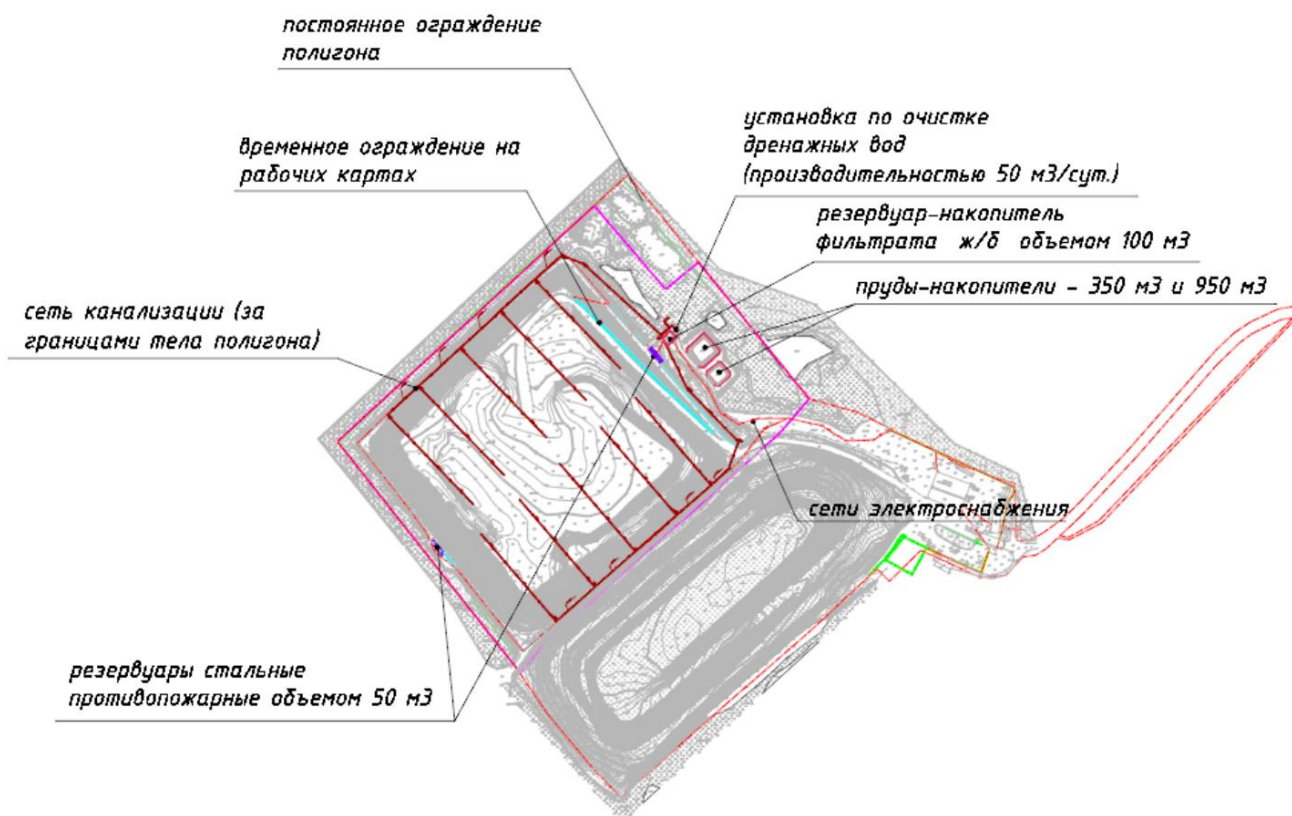 постоянное ограждение
полигона
временное ограждение на
рабочих картах
установка по очистке
дренажных вод
(производительностью 50 м3/сут.)
резервуар-накопитель
фильтрата ж/б объемом 100 м3
пруды-накопители - 350 м3 и 950 м3
сеть канализации (за
границами тела полигона)
сети электроснабжения
резервуары стальные
противопожарные объемом 50 м3